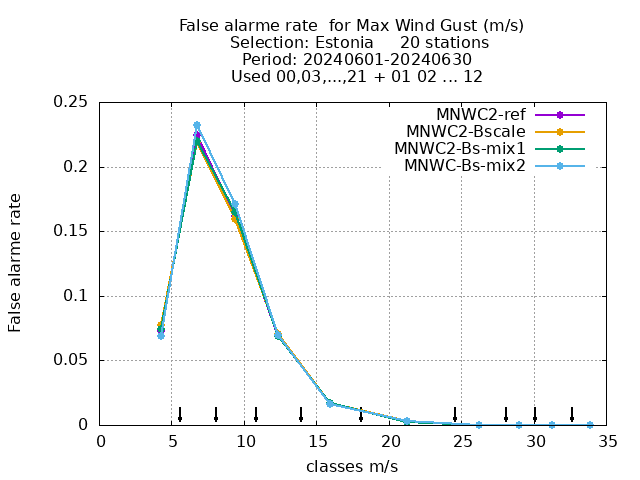 False alarme rate  for Max Wind Gust (m/s)
Selection: Estonia     20 stations
Period: 20240601-20240630
Used 00,03,...,21 + 01 02 ... 12
MNWC2-ref
MNWC2-Bscale
MNWC2-Bs-mix1
MNWC-Bs-mix2
False alarme rate
0.25
0.2
0.15
0.1
0.05
0
0 5 10 15 20 25 30 35
classes m/s